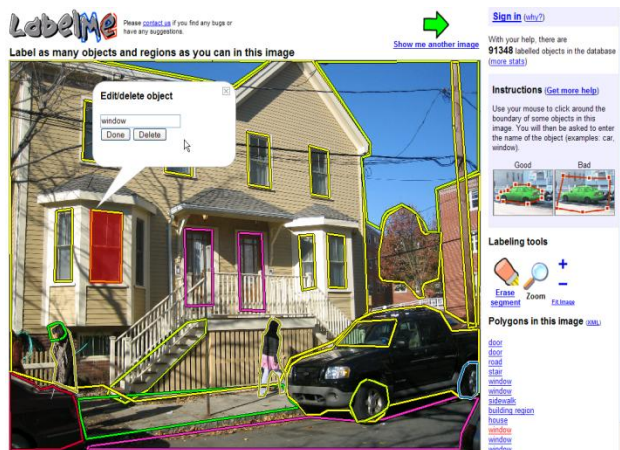 LabelMe
Please contact us if you find any bugs or
have any suggestions.
Show me another image
Label as many objects and regions as you can in this image
Sign in (why?)
With your help, there are
91348 labelled objects in the database
(more stats)
Instructions (Get more help)
Use your mouse to click around the
boundary of some objects in this
image. You will then be asked to enter
the name of the object (examples: car,
window).
Good Bad
Labeling tools
Erase
segment
Zoom
+
−
Fit Image
Polygons in this image (XML)
door
door
road
stair
window
window
sidewalk
building region
house
window
window
window
Edit/delete object
window
Done Delete